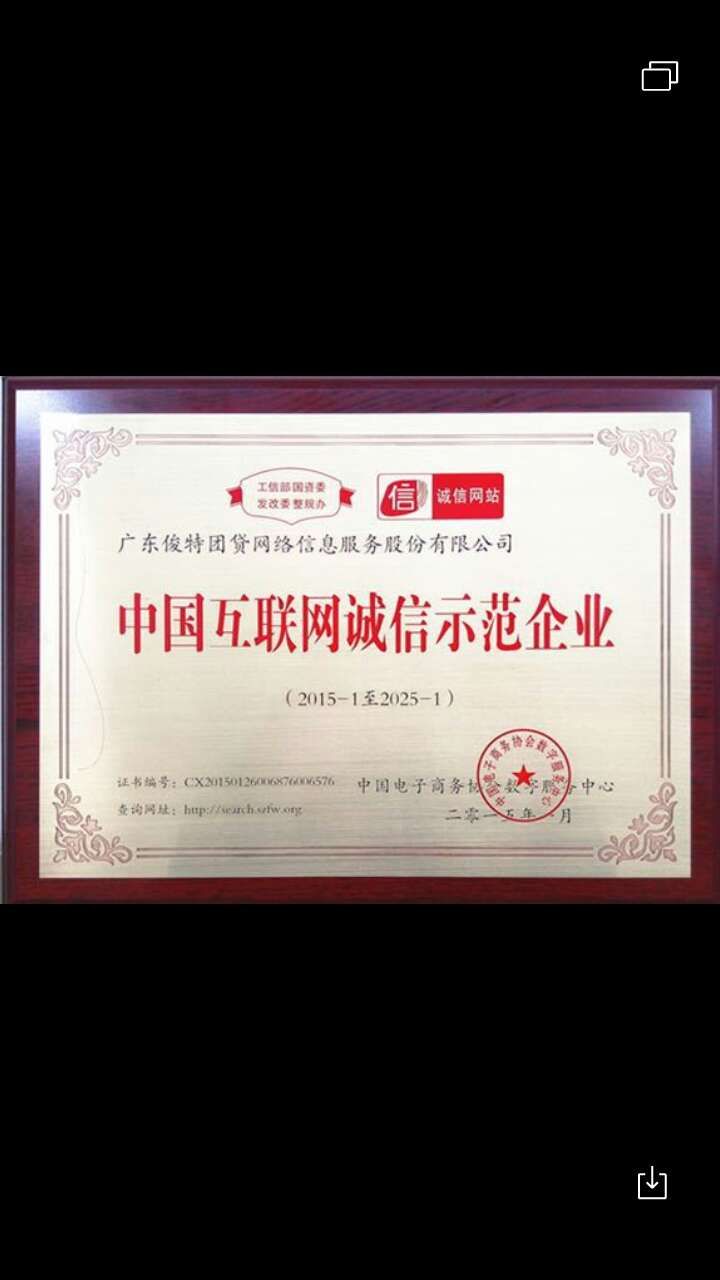 工信部国资委
发改委整规办
信 诚信网站
广东俊特团贷网络信息服务股份有限公司
中国互联网诚信示范企业
（2015-1至2025-1）
证书编号：CX20150126006876006576
中国电子商务协会数字服务中心
查询网址：http://search.szfw.org
二零一五年一月
中国电子商务协会数字服务中心